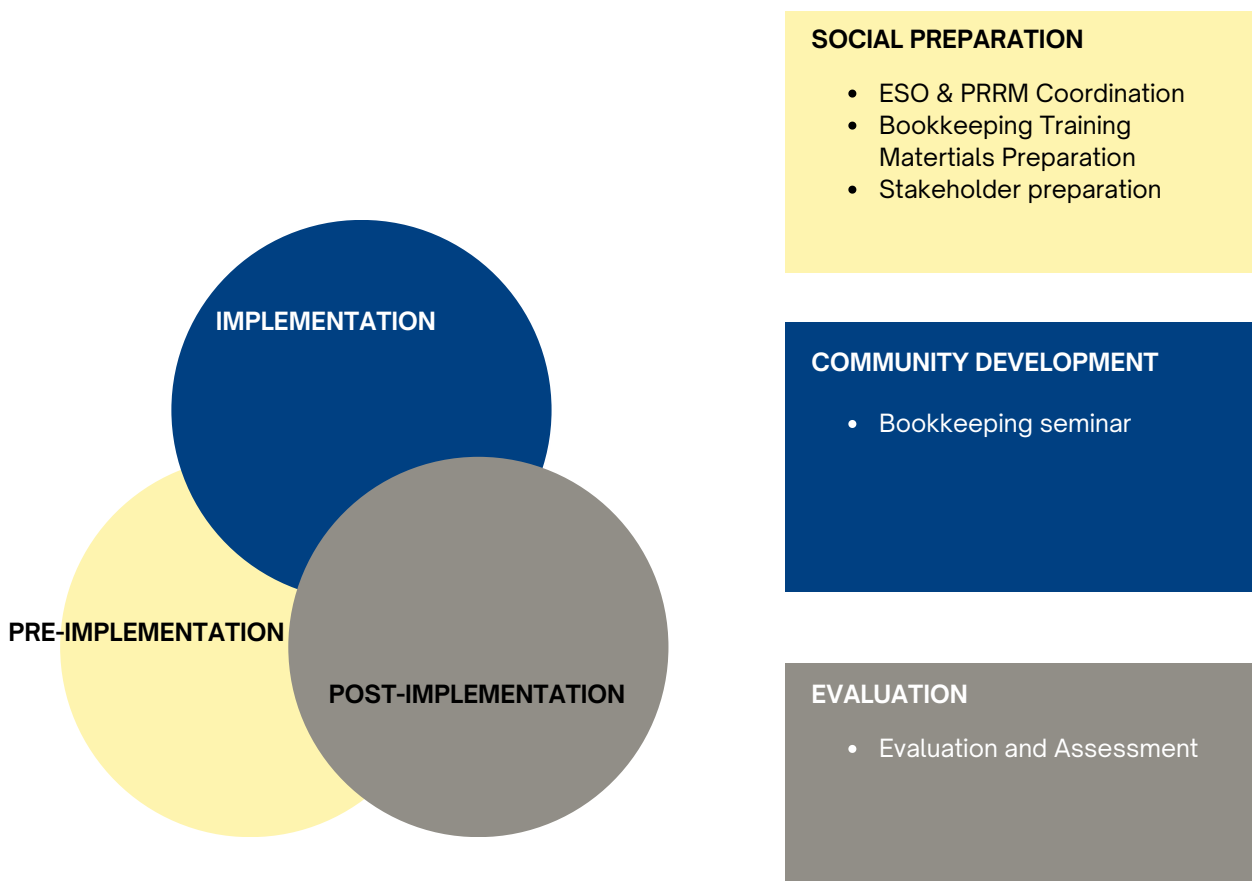 SOCIAL PREPARATION
• ESO & PRRM Coordination
• Bookkeeping Training
Matertials Preparation
• Stakeholder preparation
IMPLEMENTATION
COMMUNITY DEVELOPMENT
• Bookkeeping seminar
PRE-IMPLEMENTATION
POST-IMPLEMENTATION
EVALUATION
• Evaluation and Assessment